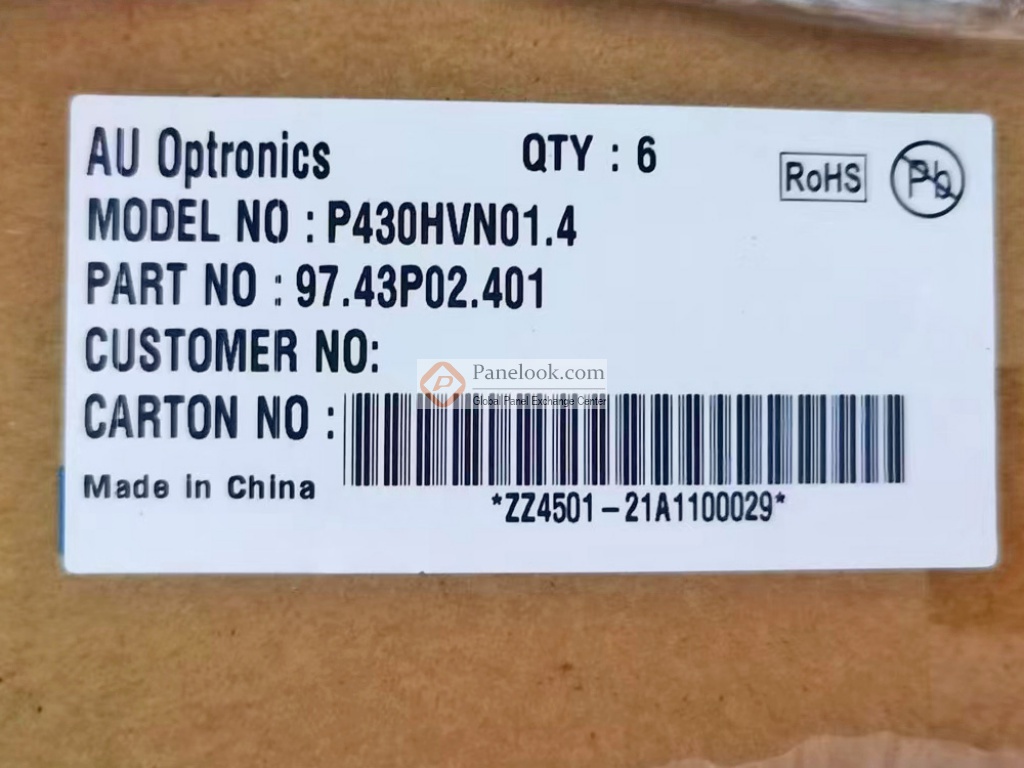 AU Optronics QTY : 6
RoHS Pb
MODEL NO : P430HVN01.4
PART NO : 97.43P02.401
CUSTOMER NO:
P Panelook.com
Global Panel Exchange Center
CARTON NO :
Made in China
*ZZ4501-21A1100029*